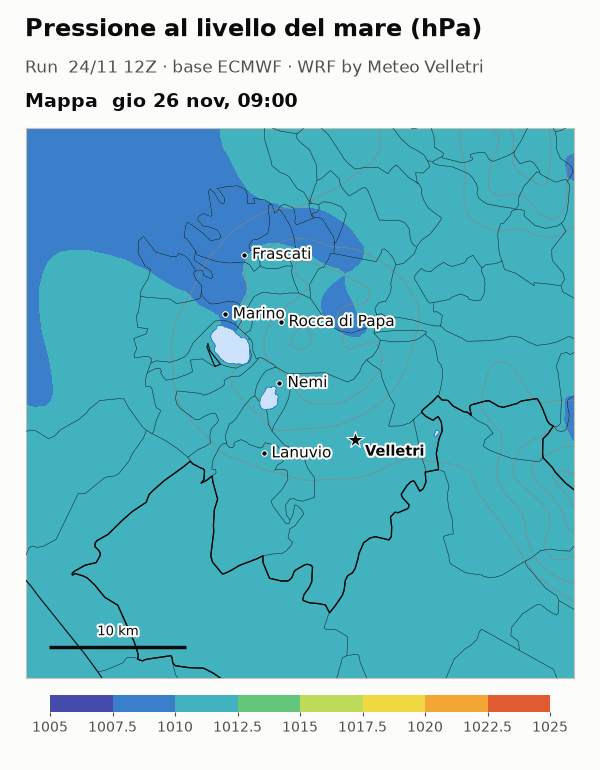 Pressione al livello del mare (hPa)
Run  24/11 12Z · base ECMWF · WRF by Meteo Velletri
Mappa  gio 26 nov, 09:00
Frascati
Marino
Rocca di Papa
Nemi
Velletri
Lanuvio
10 km
1005 1007.5 1010 1012.5 1015 1017.5 1020 1022.5 1025